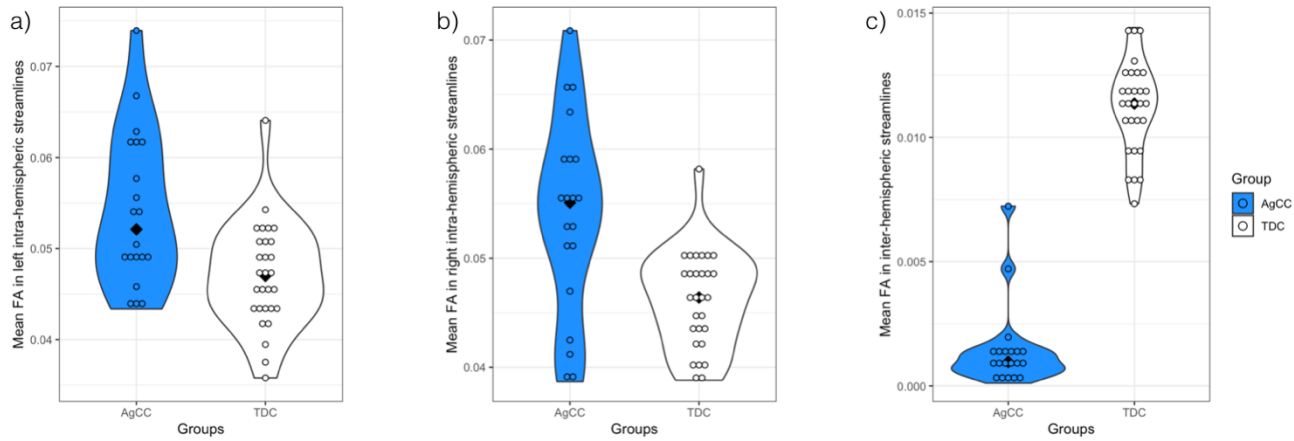 a)
Mean FA in left intra-hemispheric streamlines
0.07
0.06
0.05
0.04
AgCC
TDC
Groups
b)
Mean FA in right intra-hemispheric streamlines
0.07
0.06
0.05
0.04
AgCC
TDC
Groups
c)
Mean FA in inter-hemispheric streamlines
0.015
0.010
0.005
0.000
AgCC
TDC
Groups
Group
AgCC
TDC